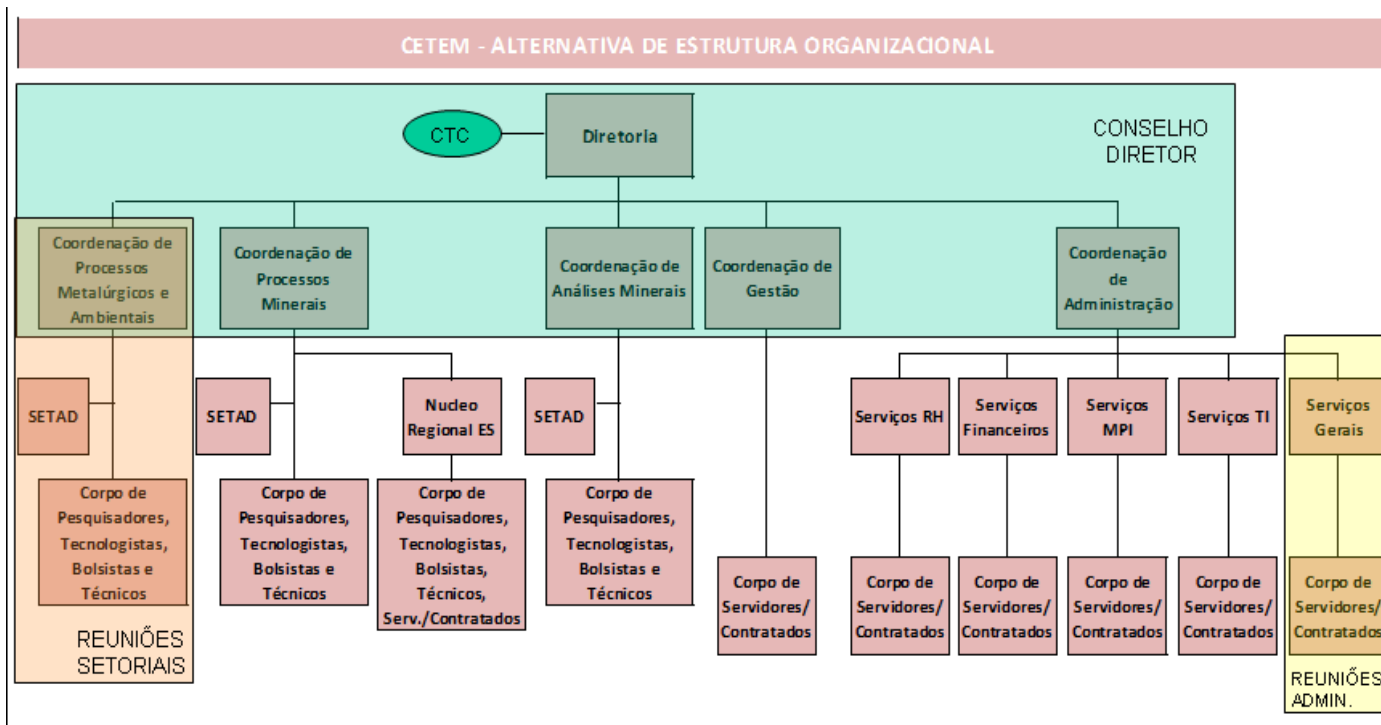 CETEM - ALTERNATIVA DE ESTRUTURA ORGANIZACIONAL
CTC
Diretoria
CONSELHO
DIRETOR
Coordenação de
Processos
Metalúrgicos e
Ambientais
Coordenação de
Processos
Minerais
Coordenação de
Análises Minerais
Coordenação de
Gestão
Coordenação
de
Administração
SETAD
SETAD
Nucleo
Regional ES
SETAD
Serviços RH
Serviços
Financeiros
Serviços
MPI
Serviços TI
Serviços
Gerais
Corpo de
Pesquisadores,
Tecnologistas,
Bolsistas e
Técnicos
Corpo de
Pesquisadores,
Tecnologistas,
Bolsistas e
Técnicos
Corpo de
Pesquisadores,
Tecnologistas,
Bolsistas,
Técnicos,
Serv./Contratados
Corpo de
Pesquisadores,
Tecnologistas,
Bolsistas e
Técnicos
Corpo de
Servidores/
Contratados
Corpo de
Servidores/
Contratados
Corpo de
Servidores/
Contratados
Corpo de
Servidores/
Contratados
Corpo de
Servidores/
Contratados
Corpo de
Servidores/
Contratados
REUNIÕES
SETORIAIS
REUNIÕES
ADMIN.